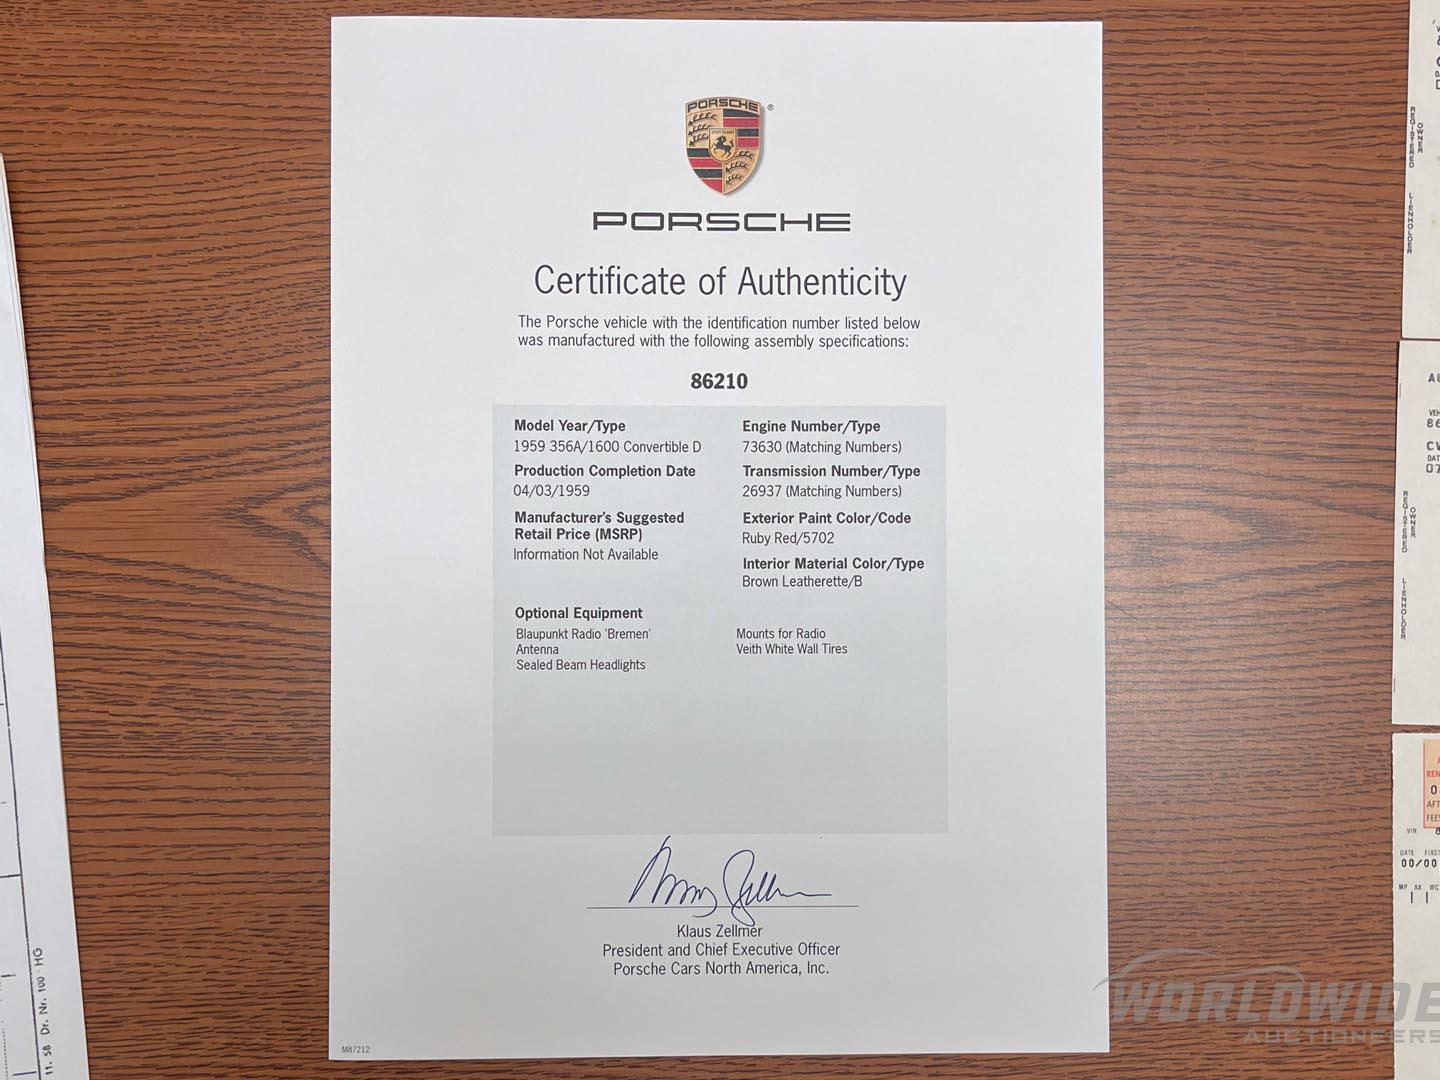 PORSCHE
STUTTGART
®
PORSCHE
Certificate of Authenticity
The Porsche vehicle with the identification number listed below
was manufactured with the following assembly specifications:
86210
Model Year/Type
1959 356A/1600 Convertible D
Production Completion Date
04/03/1959
Manufacturer's Suggested
Retail Price (MSRP)
Information Not Available
Engine Number/Type
73630 (Matching Numbers)
Transmission Number/Type
26937 (Matching Numbers)
Exterior Paint Color/Code
Ruby Red/5702
Interior Material Color/Type
Brown Leatherette/B
Optional Equipment
Blaupunkt Radio 'Bremen'
Antenna
Sealed Beam Headlights
Mounts for Radio
Veith White Wall Tires
Klaus Zellmer
President and Chief Executive Officer
Porsche Cars North America, Inc.
M87212
11. 58 Dr. Nr. 100 HG
REGISTERED
OWNER
LIENHOLDER
REGISTERED
OWNER
LIENHOLDER
VIN
DATE FIRST
00/00
WORLDWIDE
AUCTIONEERS